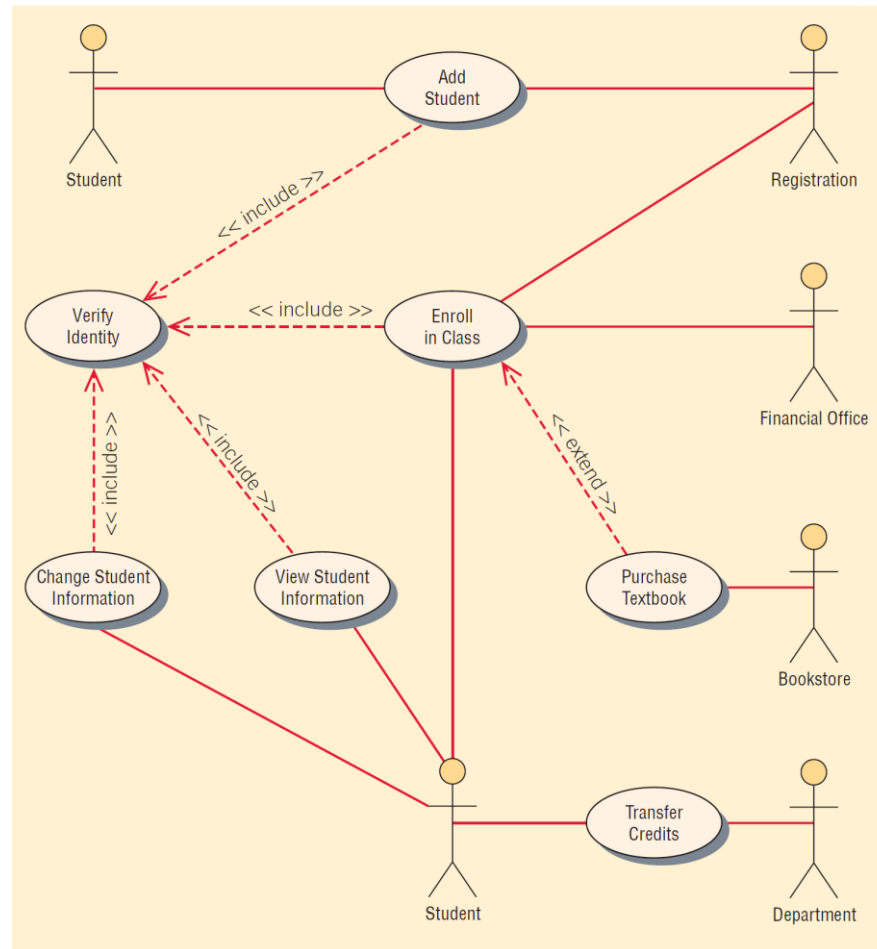 Add
Student
Student
Registration
<< include >>
Verify
Identity
<< include >>
Enroll
in Class
Financial Office
<< include >>
<< include >>
<< extend >>
Change Student
Information
View Student
Information
Purchase
Textbook
Bookstore
Transfer
Credits
Student
Department